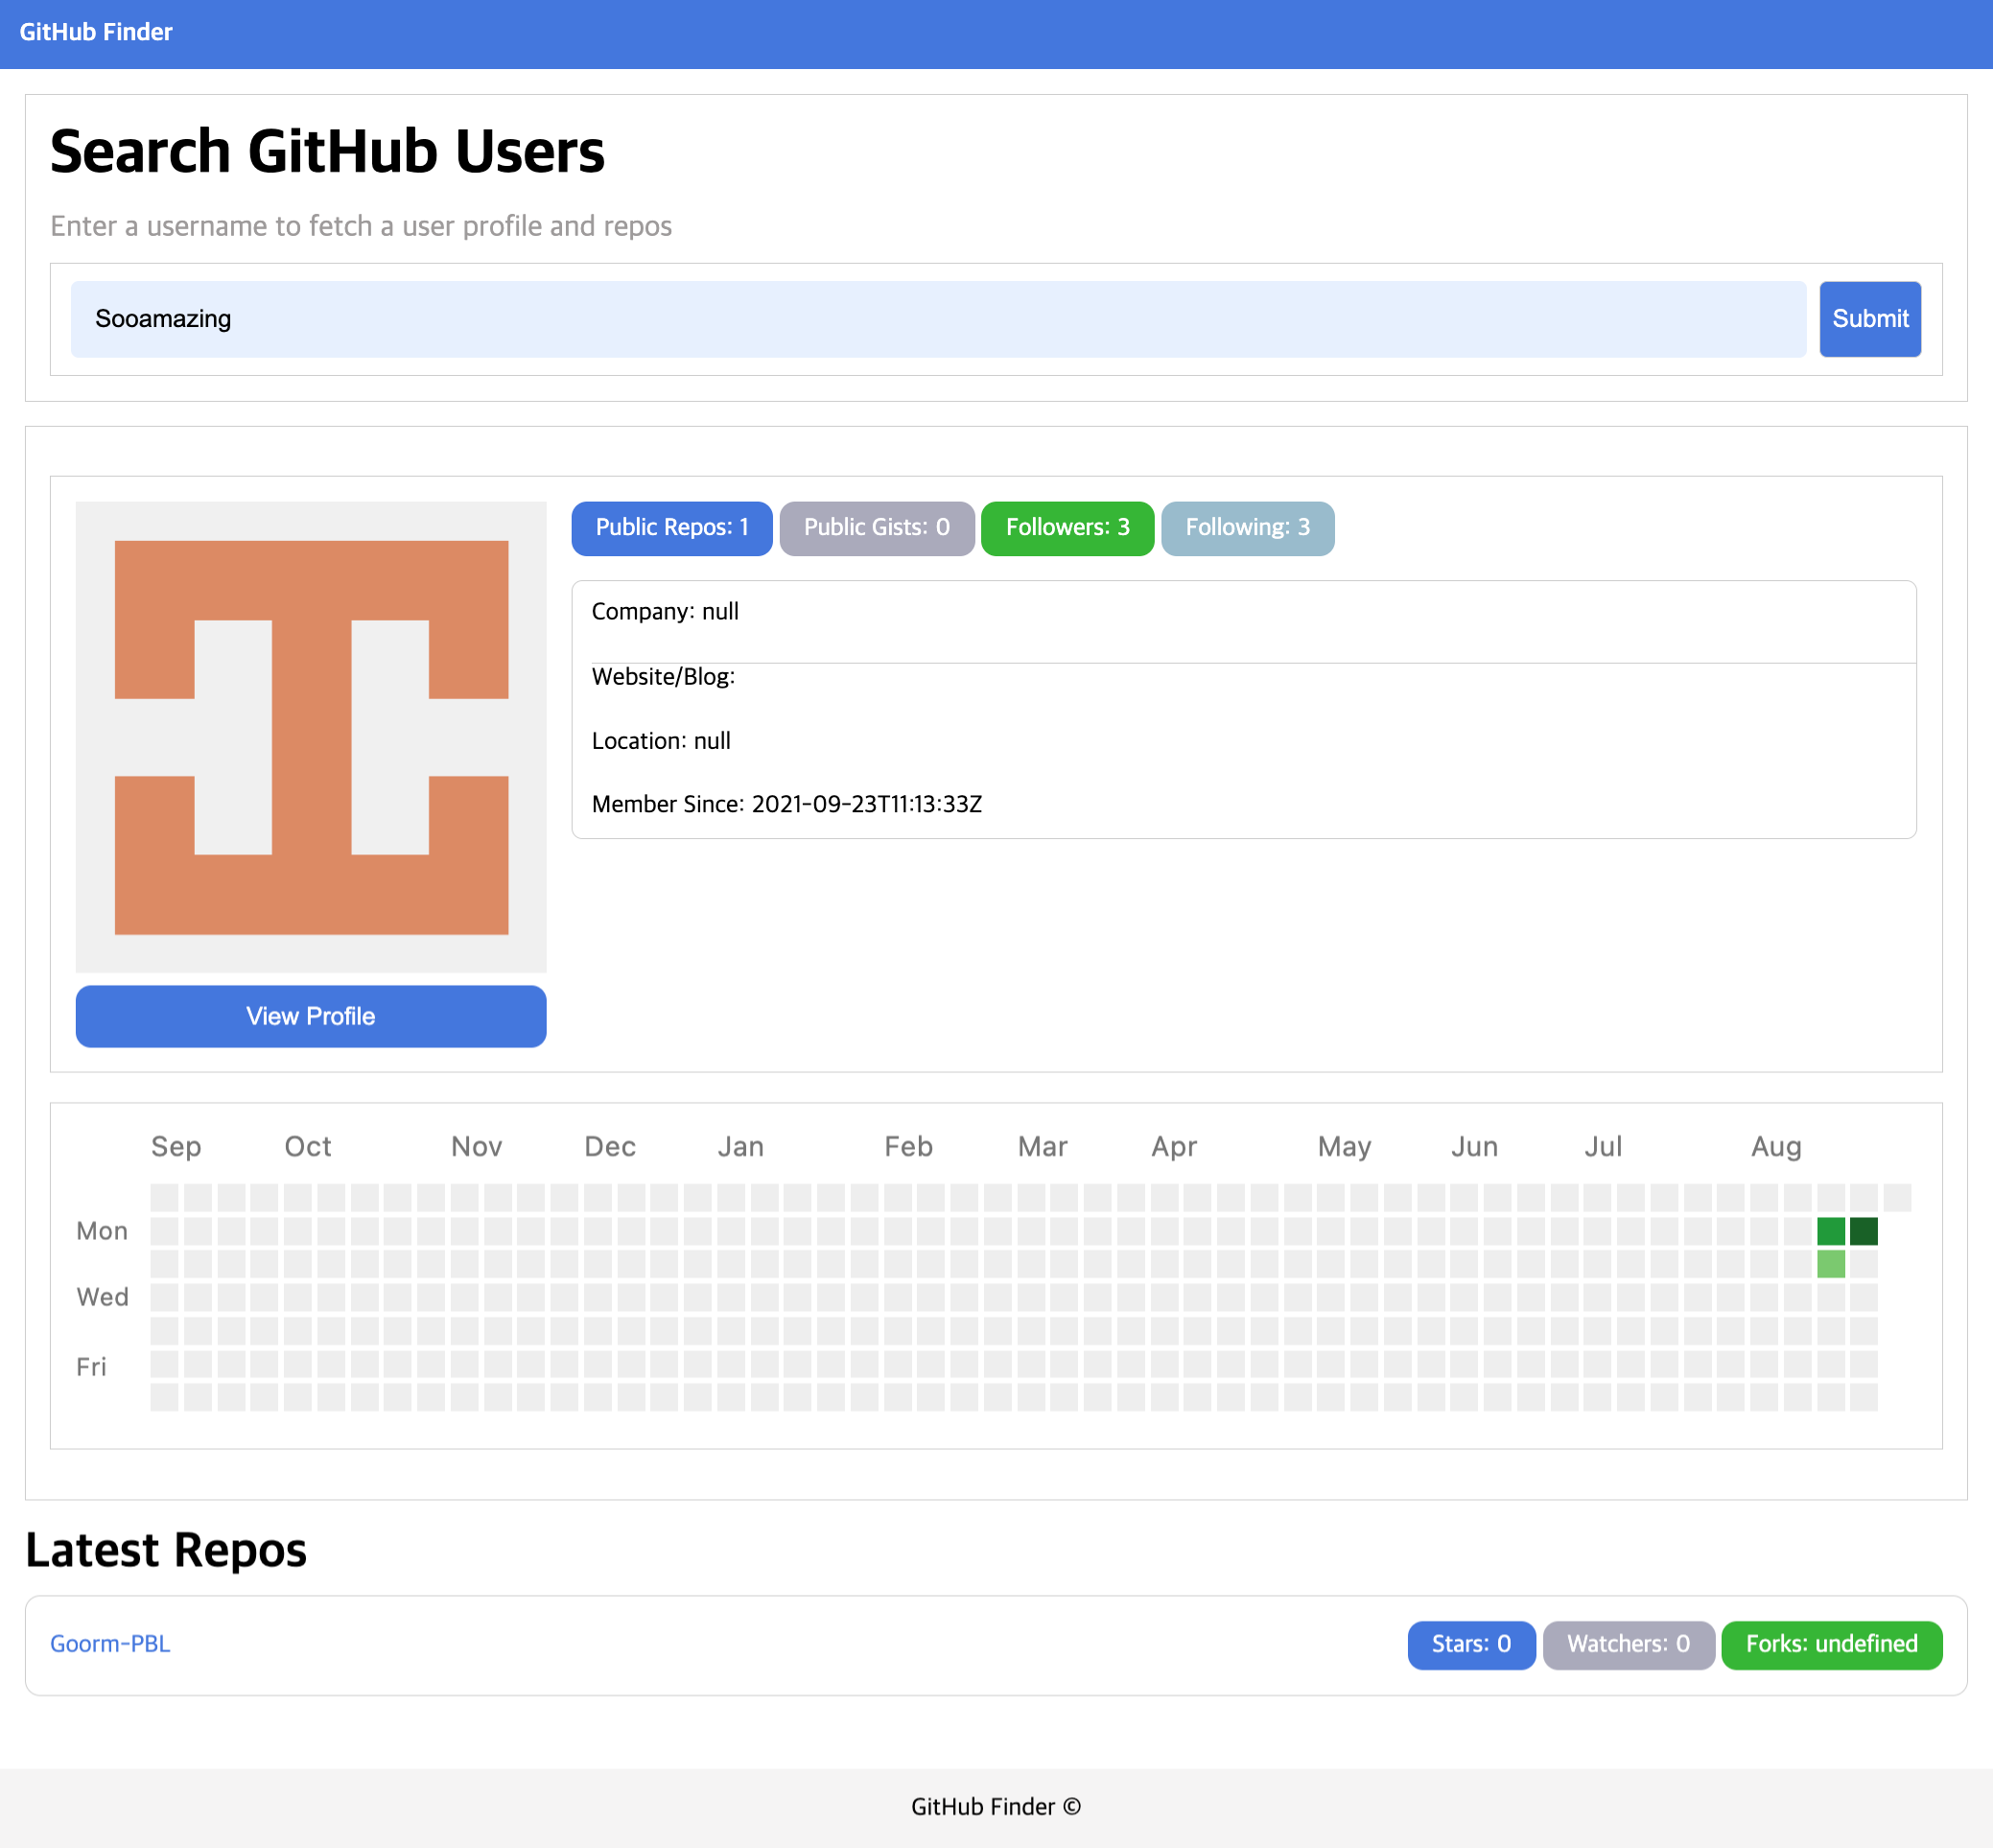 GitHub Finder
Search GitHub Users
Enter a username to fetch a user profile and repos
Sooamazing
Submit
Public Repos: 1
Public Gists: 0
Followers: 3
Following: 3
Company: null
Website/Blog:
Location: null
Member Since: 2021-09-23T11:13:33Z
View Profile
Sep Oct Nov Dec Jan Feb Mar Apr May Jun Jul Aug
Mon
Wed
Fri
Latest Repos
Goorm-PBL
Stars: 0
Watchers: 0
Forks: undefined
GitHub Finder ©